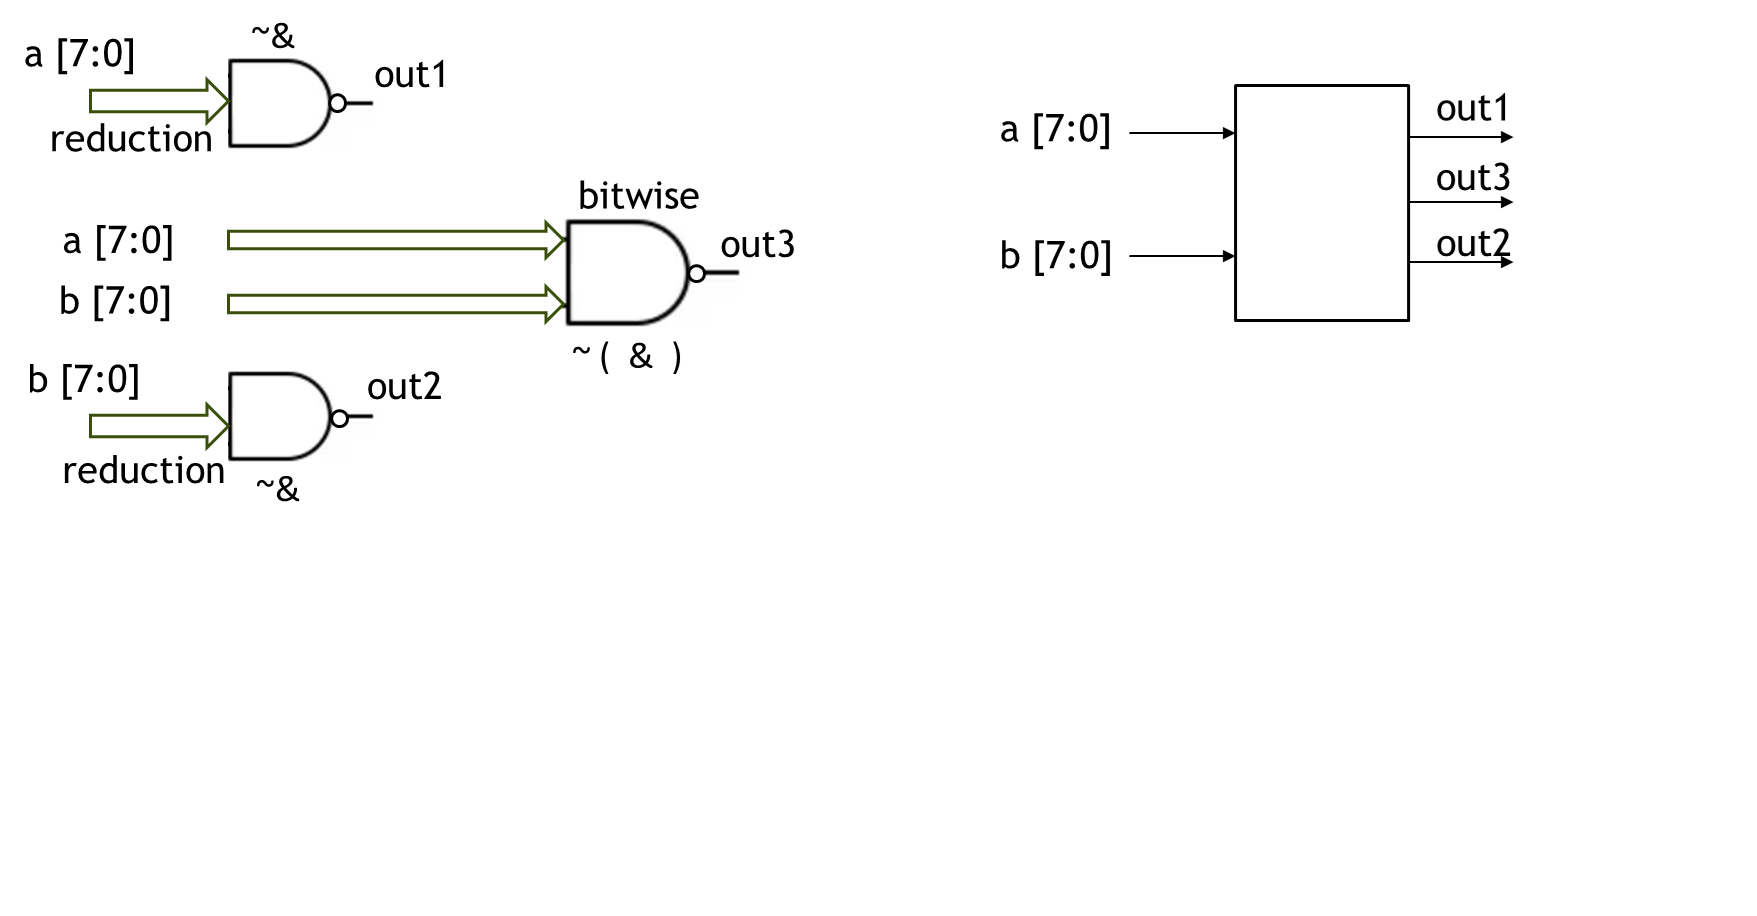 ~&
a [7:0]
out1
reduction
bitwise
a [7:0]
out3
b [7:0]
~( & )
b [7:0]
out2
reduction
~&
a [7:0]
out1
out3
b [7:0]
out2